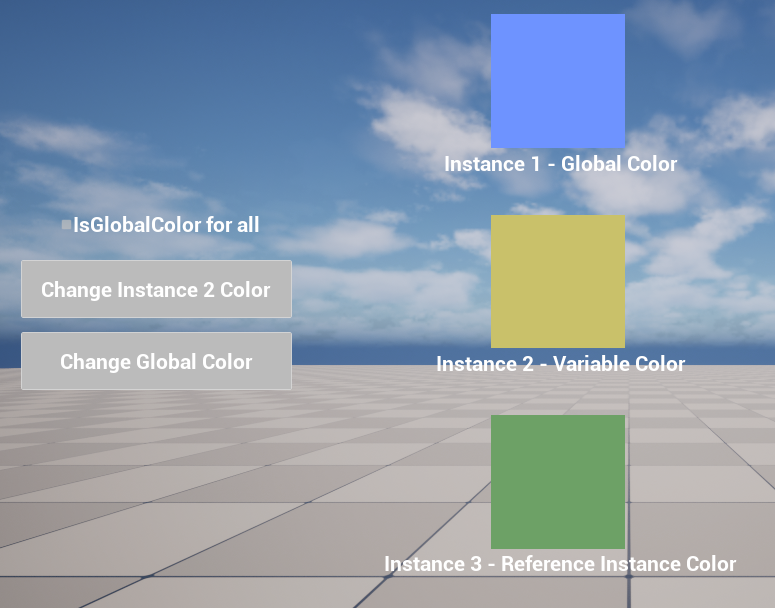 Instance 1 - Global Color
IsGlobalColor for all
Change Instance 2 Color
Change Global Color
Instance 2 - Variable Color
Instance 3 - Reference Instance Color